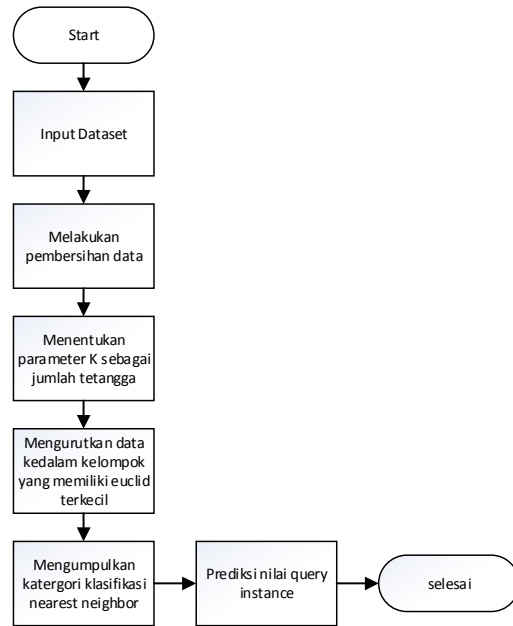 Start
Input Dataset
Melakukan
pembersihan data
Menentukan
parameter K sebagai
jumlah tetangga
Mengurutkan data
kedalam kelompok
yang memiliki euclid
terkecil
Mengumpulkan
katergori klasifikasi
nearest neighbor
Prediksi nilai query
instance
selesai